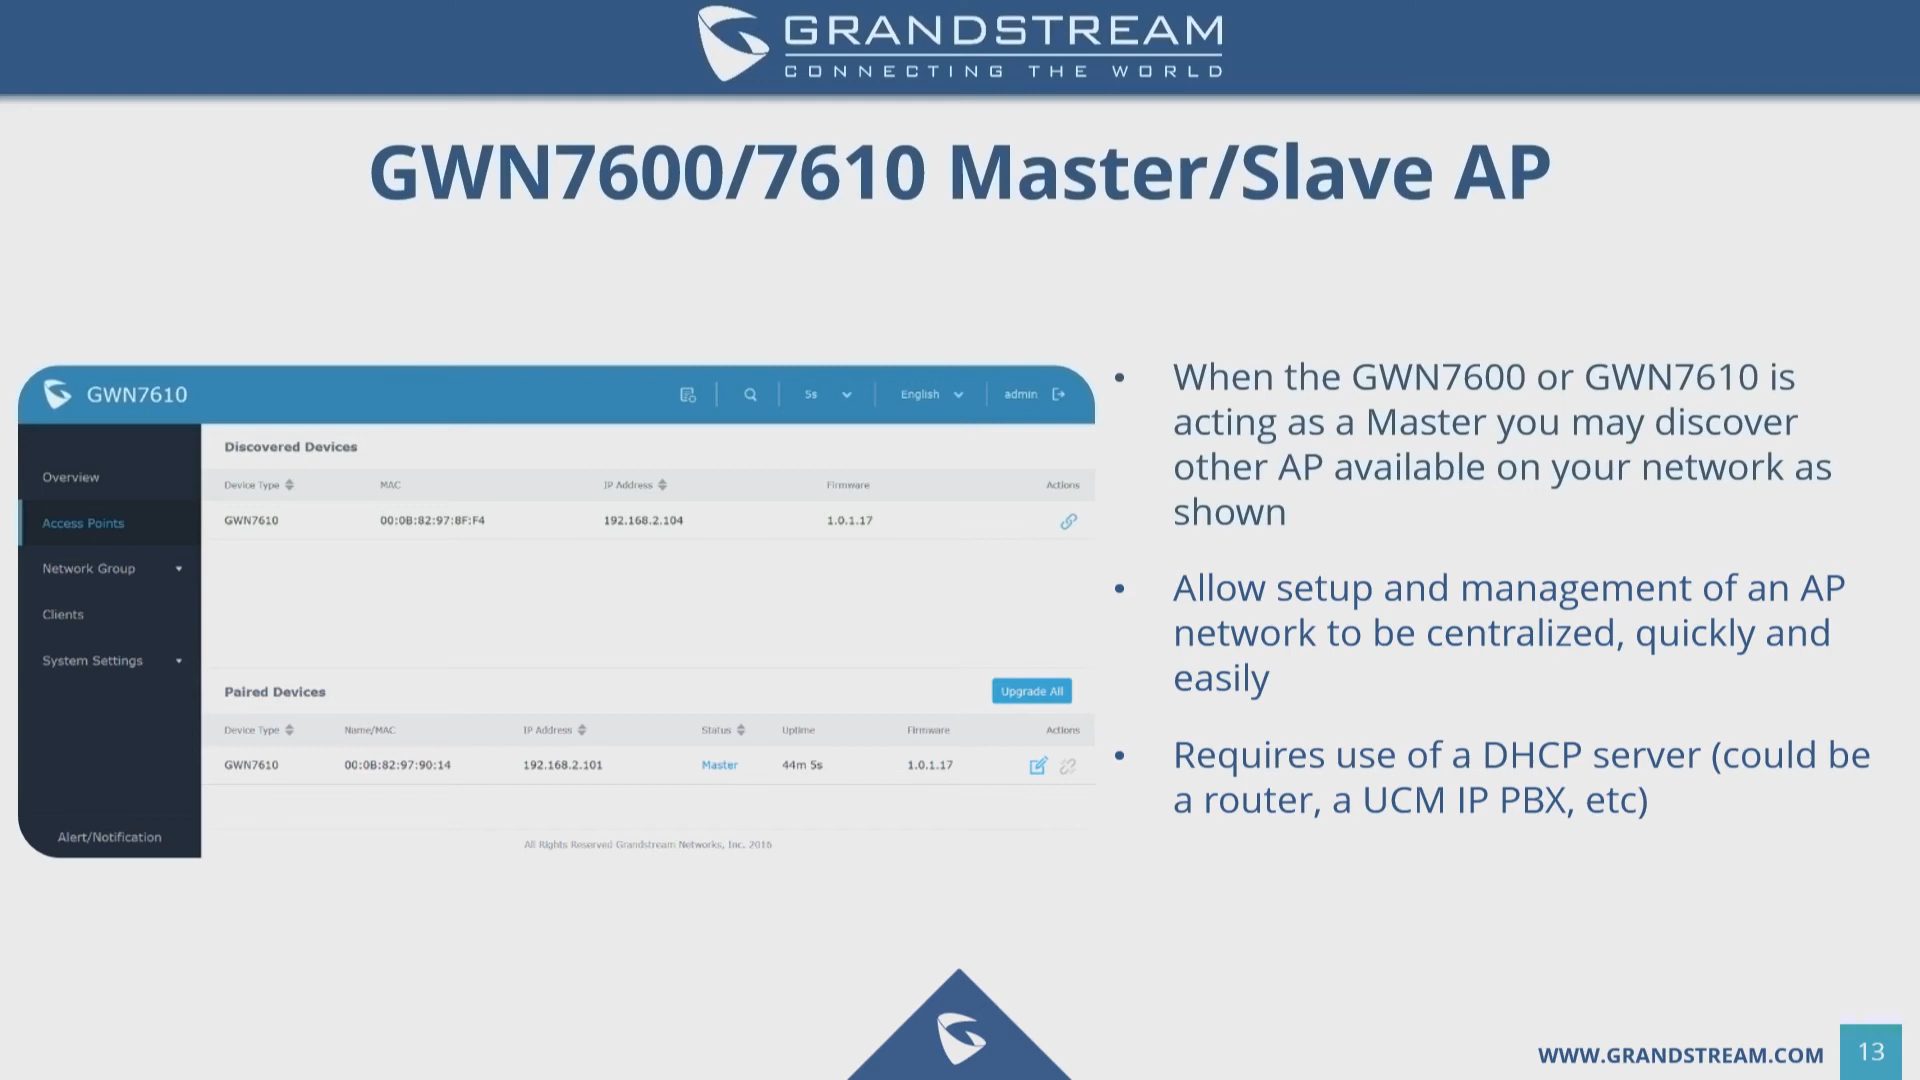 GRANDSTREAM
CONNECTING THE WORLD
GWN7600/7610 Master/Slave AP
GWN7610
5s
English
admin
Overview
Access Points
Network Group
Clients
System Settings
Alert/Notification
Discovered Devices
Device Type MAC IP Address Firmware Actions
GWN7610 00:0B:82:97:8F:F4 192.168.2.104 1.0.1.17
Paired Devices
Upgrade All
Device Type Name/MAC IP Address Status Uptime Firmware Actions
GWN7610 00:0B:82:97:90:14 192.168.2.101 Master 44m 5s 1.0.1.17
All Rights Reserved Grandstream Networks, Inc. 2016
• When the GWN7600 or GWN7610 is
acting as a Master you may discover
other AP available on your network as
shown
• Allow setup and management of an AP
network to be centralized, quickly and
easily
• Requires use of a DHCP server (could be
a router, a UCM IP PBX, etc)
WWW.GRANDSTREAM.COM
13